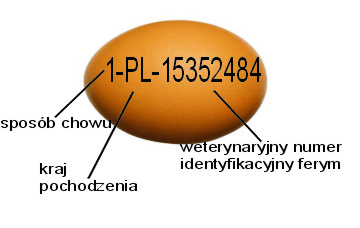 1-PL-15352484
sposób chowu
kraj
pochodzenia
weterynaryjny numer
identyfikacyjny ferym